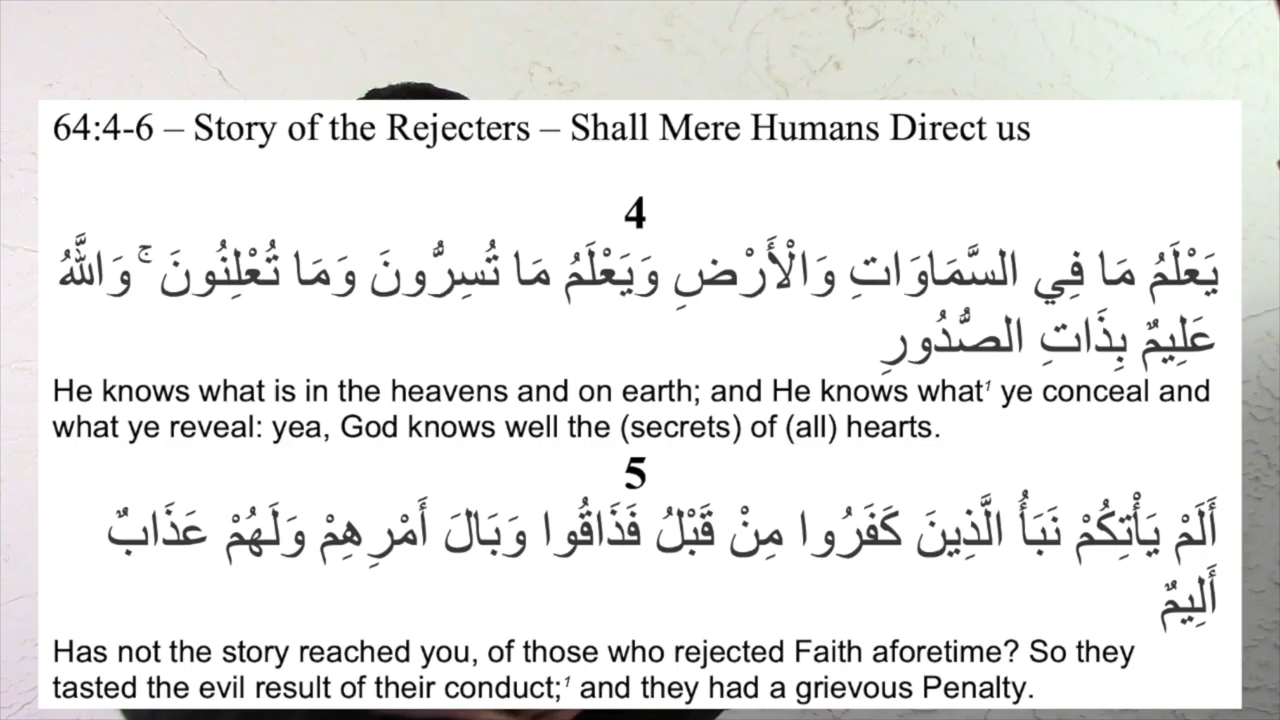 64:4-6 – Story of the Rejecters – Shall Mere Humans Direct us
4
يَعْلَمُ مَا فِي السَّمَاوَاتِ وَالْأَرْضِ وَيَعْلَمُ مَا تُسِرُّونَ وَمَا تُعْلِنُونَ ۚ وَاللَّهُ
عَلِيمٌ بِذَاتِ الصُّدُورِ
He knows what is in the heavens and on earth; and He knows what¹ ye conceal and
what ye reveal: yea, God knows well the (secrets) of (all) hearts.
5
أَلَمْ يَأْتِكُمْ نَبَأُ الَّذِينَ كَفَرُوا مِنْ قَبْلُ فَذَاقُوا وَبَالَ أَمْرِهِمْ وَلَهُمْ عَذَابٌ
أَلِيمٌ
Has not the story reached you, of those who rejected Faith aforetime? So they
tasted the evil result of their conduct;¹ and they had a grievous Penalty.